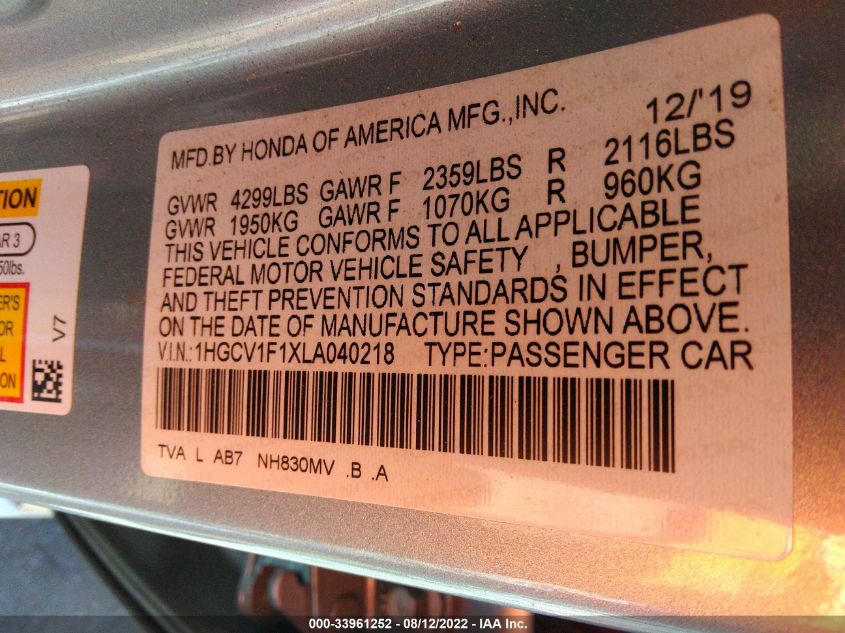 MFD.BY HONDA OF AMERICA MFG.,INC. 12/'19
GVWR 4299LBS GAWR F 2359LBS R 2116LBS
GVWR 1950KG GAWR F 1070KG R 960KG
THIS VEHICLE CONFORMS TO ALL APPLICABLE
FEDERAL MOTOR VEHICLE SAFETY , BUMPER,
AND THEFT PREVENTION STANDARDS IN EFFECT
ON THE DATE OF MANUFACTURE SHOWN ABOVE.
V.I.N.:1HGCV1F1XLA040218 TYPE:PASSENGER CAR
TVA L AB7 NH830MV .B .A
V7
000-33961252 - 08/12/2022 - IAA Inc.